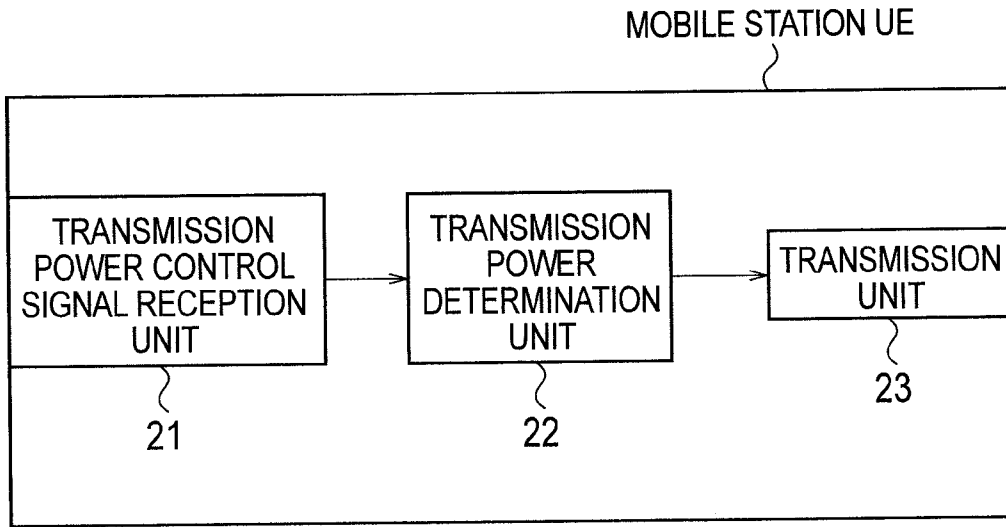 MOBILE STATION UE
TRANSMISSION
POWER CONTROL
SIGNAL RECEPTION
UNIT
21
TRANSMISSION
POWER
DETERMINATION
UNIT
22
TRANSMISSION
UNIT
23